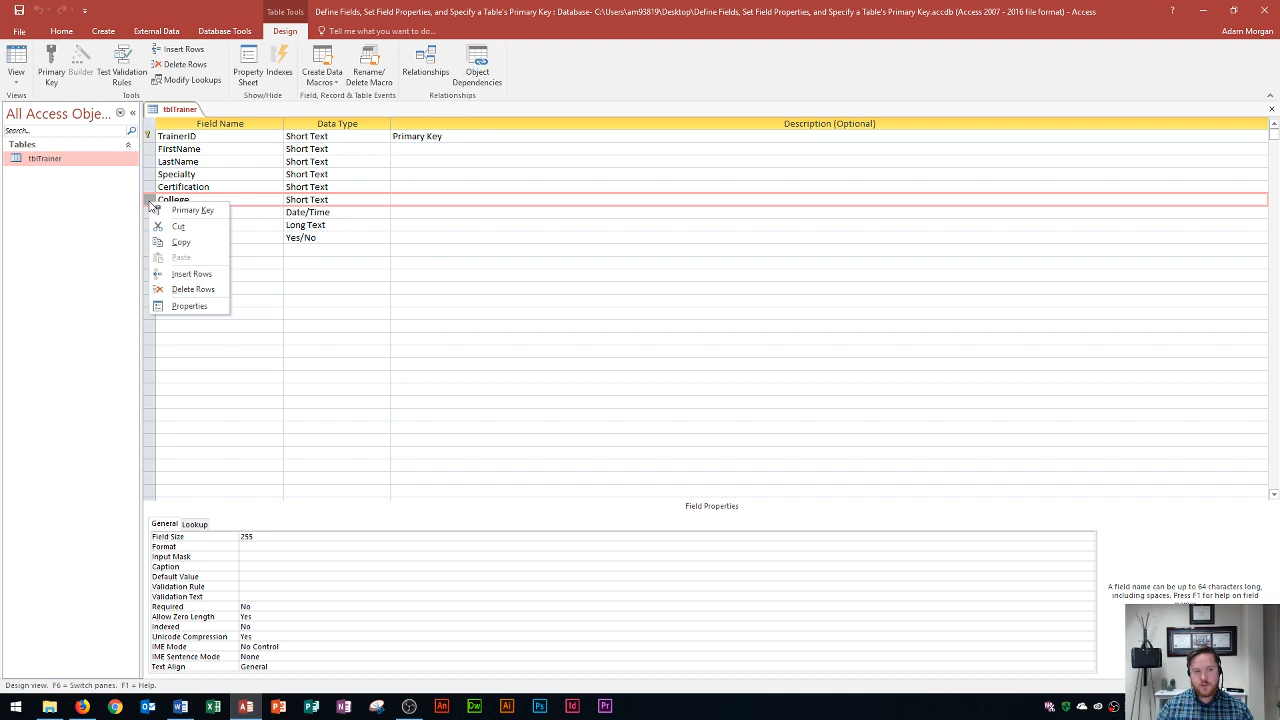 Table Tools
Define Fields, Set Field Properties, and Specify a Table's Primary Key : Database- C:\Users\am93819\Desktop\Define Fields, Set Field Properties, and Specify a Table's Primary Key.accdb (Access 2007 - 2016 file format) - Access
File Home Create External Data Database Tools Design Tell me what you want to do... Adam Morgan
View
Primary Key
Builder
Test Validation Rules
Insert Rows
Delete Rows
Modify Lookups
Property Sheet
Indexes
Create Data Macros
Rename/ Delete Macro
Relationships
Object Dependencies
Views Tools Show/Hide Field, Record & Table Events Relationships
All Access Obje...
Search...
Tables
tblTrainer
tblTrainer
Field Name Data Type Description (Optional)
TrainerID Short Text Primary Key
FirstName Short Text
LastName Short Text
Specialty Short Text
Certification Short Text
College Short Text
Date/Time
Long Text
Yes/No
Primary Key
Cut
Copy
Paste
Insert Rows
Delete Rows
Properties
Field Properties
General Lookup
Field Size 255
Format
Input Mask
Caption
Default Value
Validation Rule
Validation Text
Required No
Allow Zero Length Yes
Indexed No
Unicode Compression Yes
IME Mode No Control
IME Sentence Mode None
Text Align General
A field name can be up to 64 characters long,
including spaces. Press F1 for help on field
Design view. F6 = Switch panes. F1 = Help.